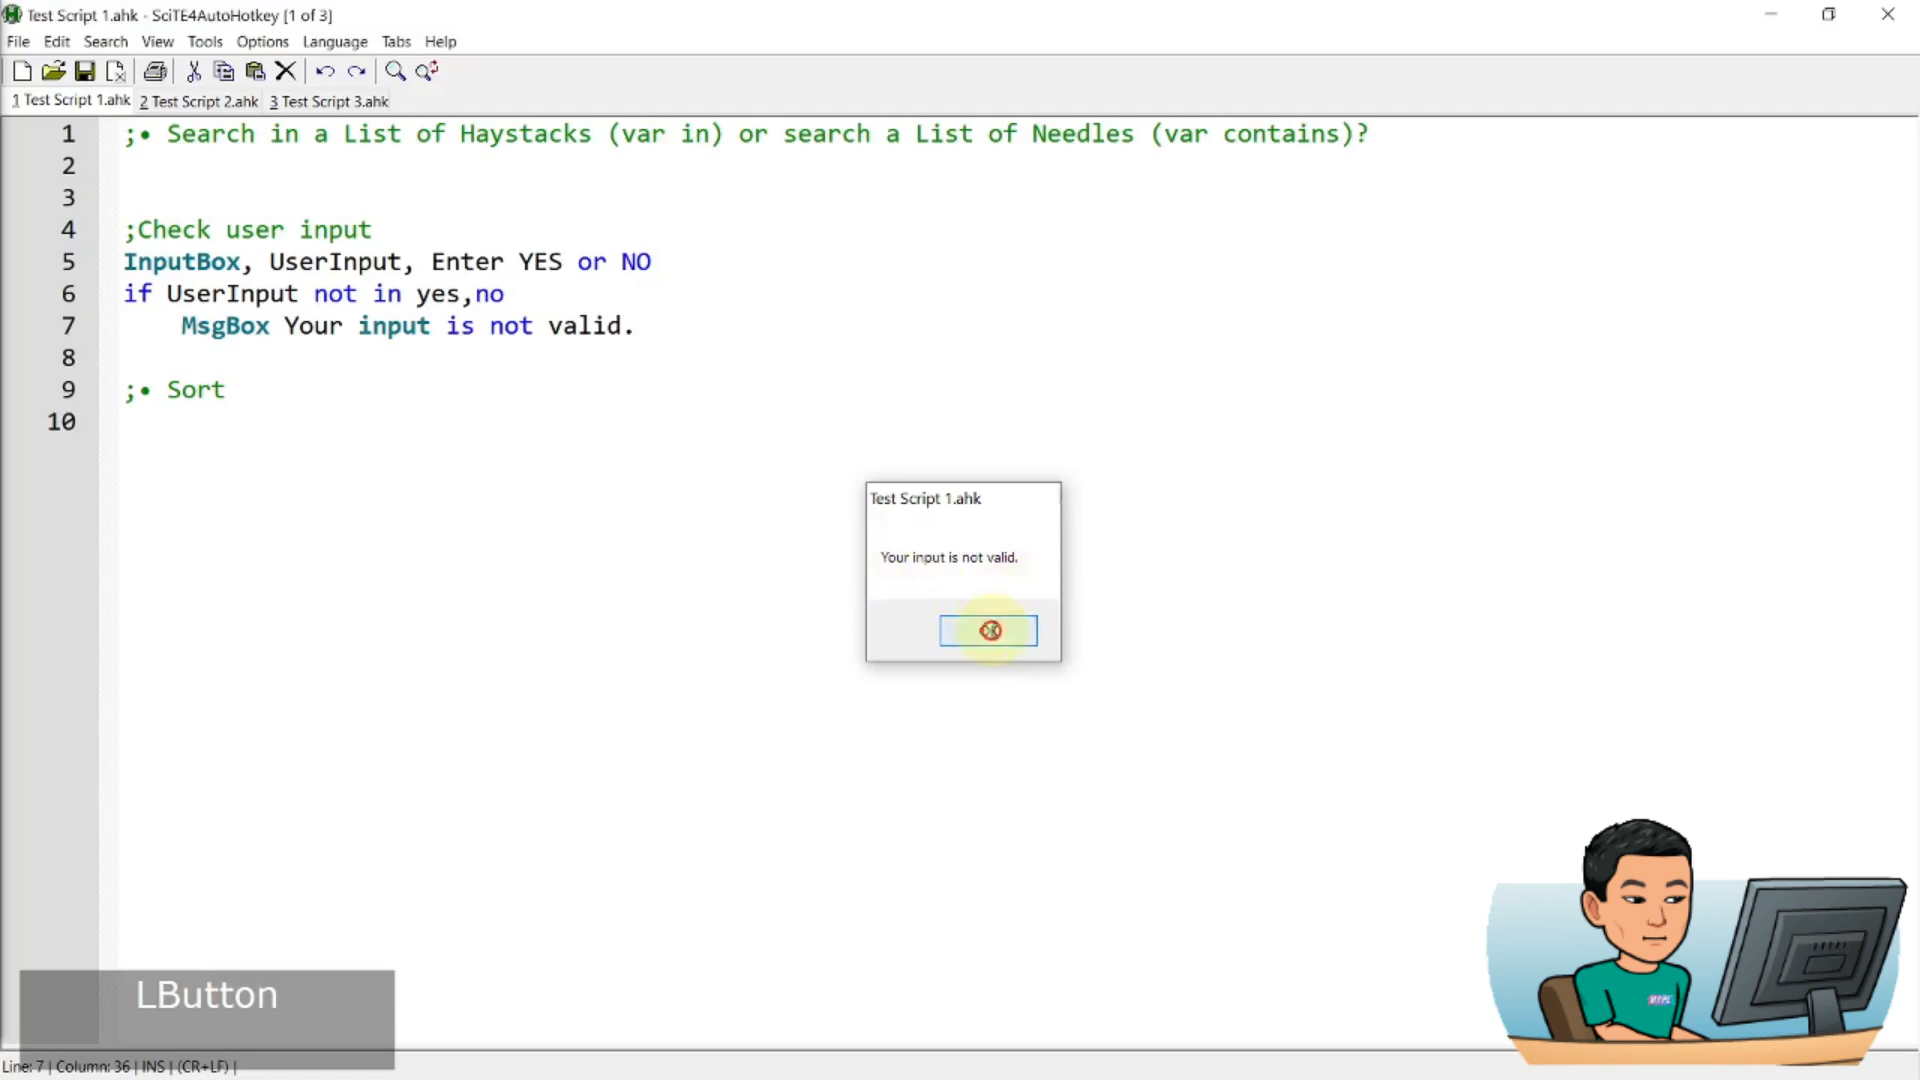 Test Script 1.ahk - SciTE4AutoHotkey [1 of 3]
File Edit Search View Tools Options Language Tabs Help
1 Test Script 1.ahk 2 Test Script 2.ahk 3 Test Script 3.ahk
1 ;• Search in a List of Haystacks (var in) or search a List of Needles (var contains)?
2
3
4 ;Check user input
5 InputBox, UserInput, Enter YES or NO
6 if UserInput not in yes,no
7 MsgBox Your input is not valid.
8
9 ;• Sort
10
Test Script 1.ahk
Your input is not valid.
LButton
Line: 7 | Column: 36 | INS | (CR+LF) |